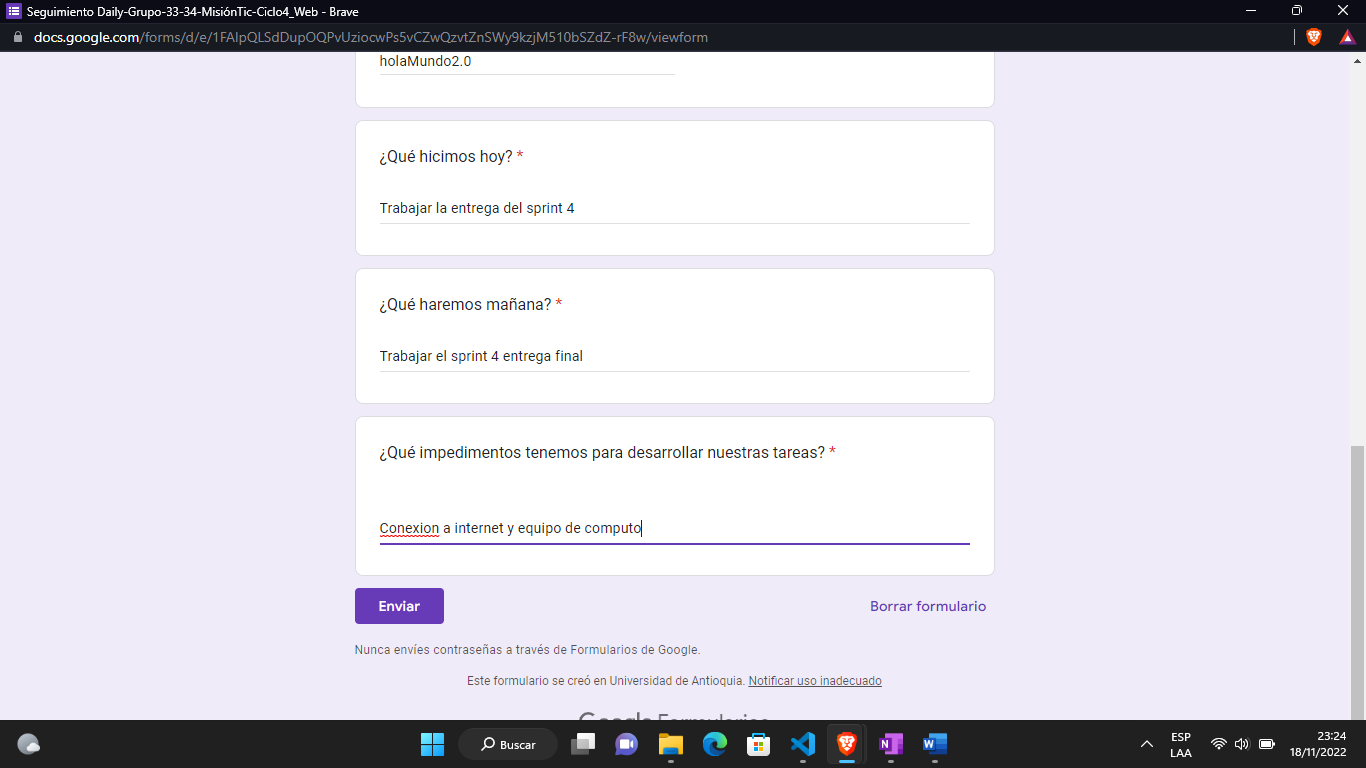 Seguimiento Daily-Grupo-33-34-MisiónTic-Ciclo4_Web - Brave
docs.google.com/forms/d/e/1FAIpQLSdDupOQPvUziocwPs5vCZwQzvtZnSWy9kzjM510bSZdZ-rF8w/viewform
holaMundo2.0
¿Qué hicimos hoy? *
Trabajar la entrega del sprint 4
¿Qué haremos mañana? *
Trabajar el sprint 4 entrega final
¿Qué impedimentos tenemos para desarrollar nuestras tareas? *
Conexion a internet y equipo de computo
Enviar
Borrar formulario
Nunca envíes contraseñas a través de Formularios de Google.
Este formulario se creó en Universidad de Antioquia. Notificar uso inadecuado
Google Formularios
Buscar
ESP
LAA
23:24
18/11/2022